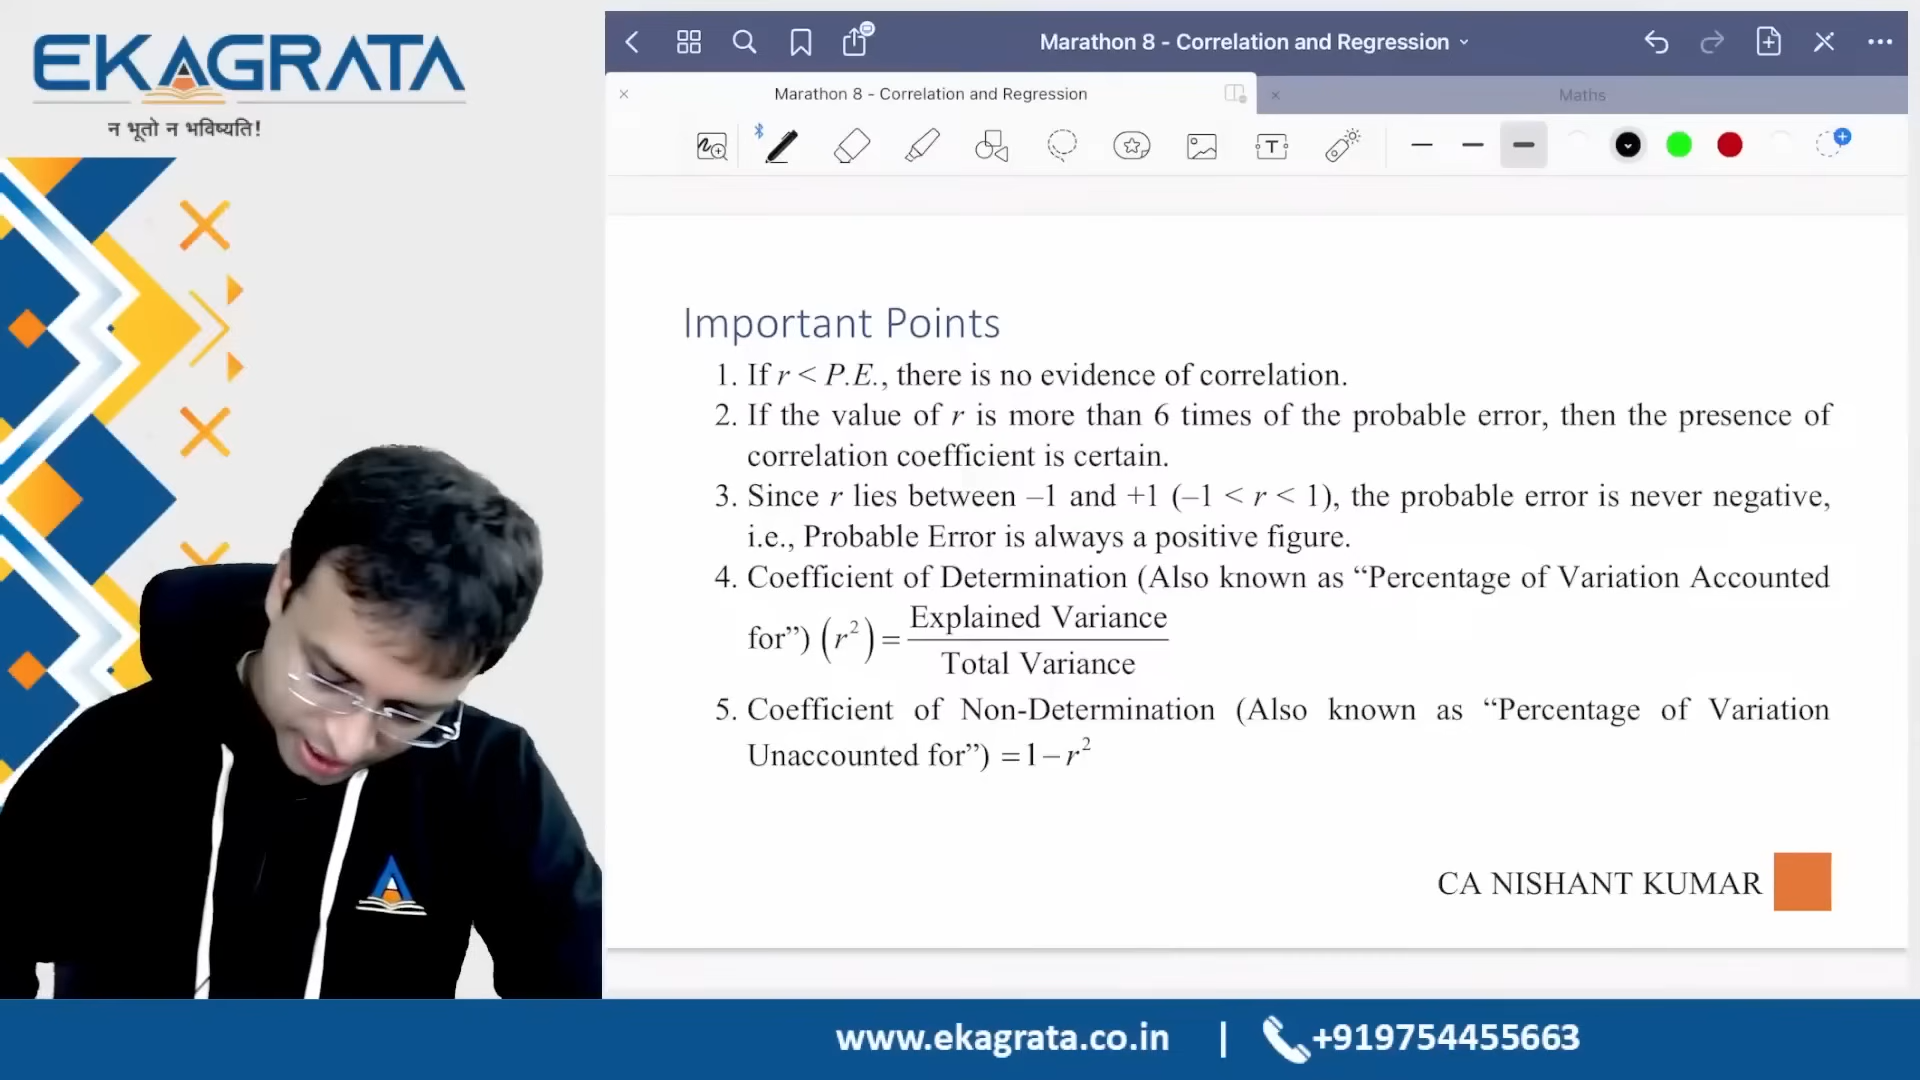 EKAGRATA
न भूतो न भविष्यति!
Marathon 8 - Correlation and Regression
Marathon 8 - Correlation and Regression
Maths
T
Important Points
1. If r < P.E., there is no evidence of correlation.
2. If the value of r is more than 6 times of the probable error, then the presence of
correlation coefficient is certain.
3. Since r lies between –1 and +1 (–1 < r < 1), the probable error is never negative,
i.e., Probable Error is always a positive figure.
4. Coefficient of Determination (Also known as “Percentage of Variation Accounted
for”) (r²) = Explained Variance / Total Variance
5. Coefficient of Non-Determination (Also known as “Percentage of Variation
Unaccounted for”) = 1 – r²
CA NISHANT KUMAR
www.ekagrata.co.in | +919754455663